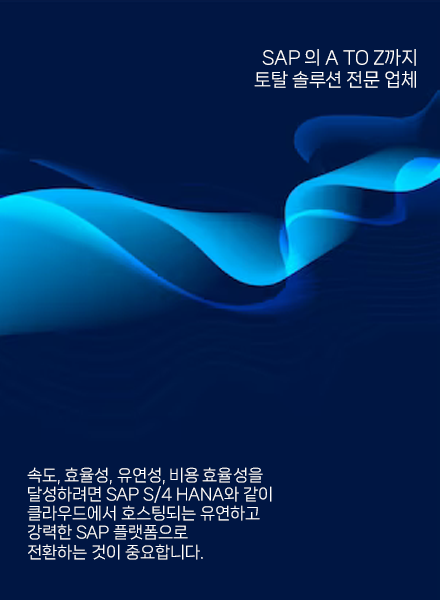 SAP 의 A TO Z까지
토탈 솔루션 전문 업체
속도, 효율성, 유연성, 비용 효율성을
달성하려면 SAP S/4 HANA와 같이
클라우드에서 호스팅되는 유연하고
강력한 SAP 플랫폼으로
전환하는 것이 중요합니다.